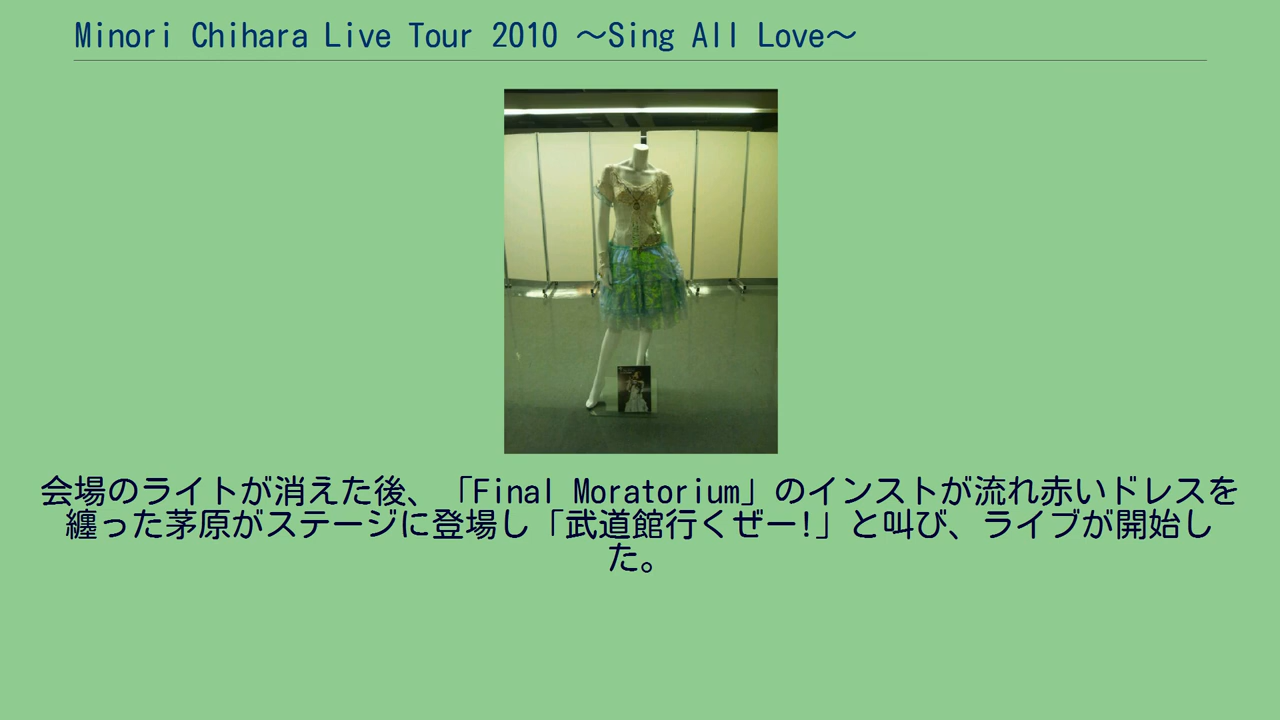 Minori Chihara Live Tour 2010 〜Sing All Love〜
会場のライトが消えた後、「Final Moratorium」のインストが流れ赤いドレスを
纏った茅原がステージに登場し「武道館行くぜー!」と叫び、ライブが開始し
た。